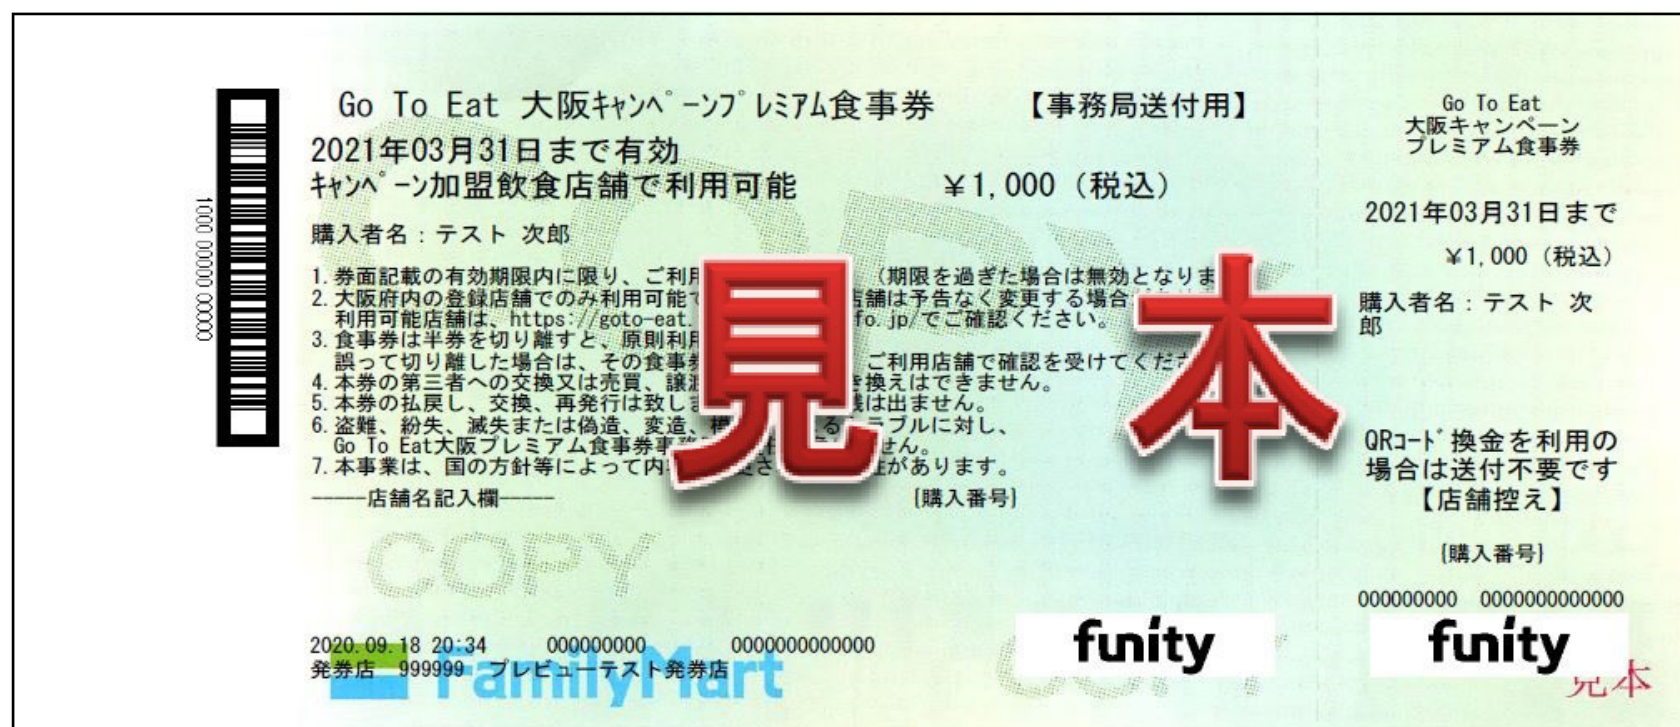 Go To Eat 大阪ｷｬﾝﾍﾟｰﾝﾌﾟﾚﾐｱﾑ食事券 【事務局送付用】
2021年03月31日まで有効
ｷｬﾝﾍﾟｰﾝ加盟飲食店舗で利用可能 ¥1,000（税込）
購入者名：テスト 次郎
1.券面記載の有効期限内に限り、ご利用 （期限を過ぎた場合は無効となりま
2.大阪府内の登録店舗でのみ利用可能で 店舗は予告なく変更する場合
利用可能店舗は、https://goto-eat. fo.jp/でご確認ください。
3.食事券は半券を切り離すと、原則利用
誤って切り離した場合は、その食事券 ご利用店舗で確認を受けてくださ
4.本券の第三者への交換又は売買、譲渡 き換えはできません。
5.本券の払戻し、交換、再発行は致しま 銭は出ません。
6.盗難、紛失、滅失または偽造、変造、模 るトラブルに対し、
Go To Eat大阪プレミアム食事券事 せん。
7.本事業は、国の方針等によって内 があります。
-----店舗名記入欄----- {購入番号}
見本
COPY
1000 00000 00000
2020.09.18 20:34 000000000 00000000000000
発券店 999999 プレビューテスト発券店
FamilyMart
funity
Go To Eat
大阪キャンペーン
プレミアム食事券
2021年03月31日まで
¥1,000（税込）
購入者名：テスト 次
郎
QRｺｰﾄﾞ換金を利用の
場合は送付不要です
【店舗控え】
{購入番号}
000000000 0000000000000
funity
見本
COPY
COPY